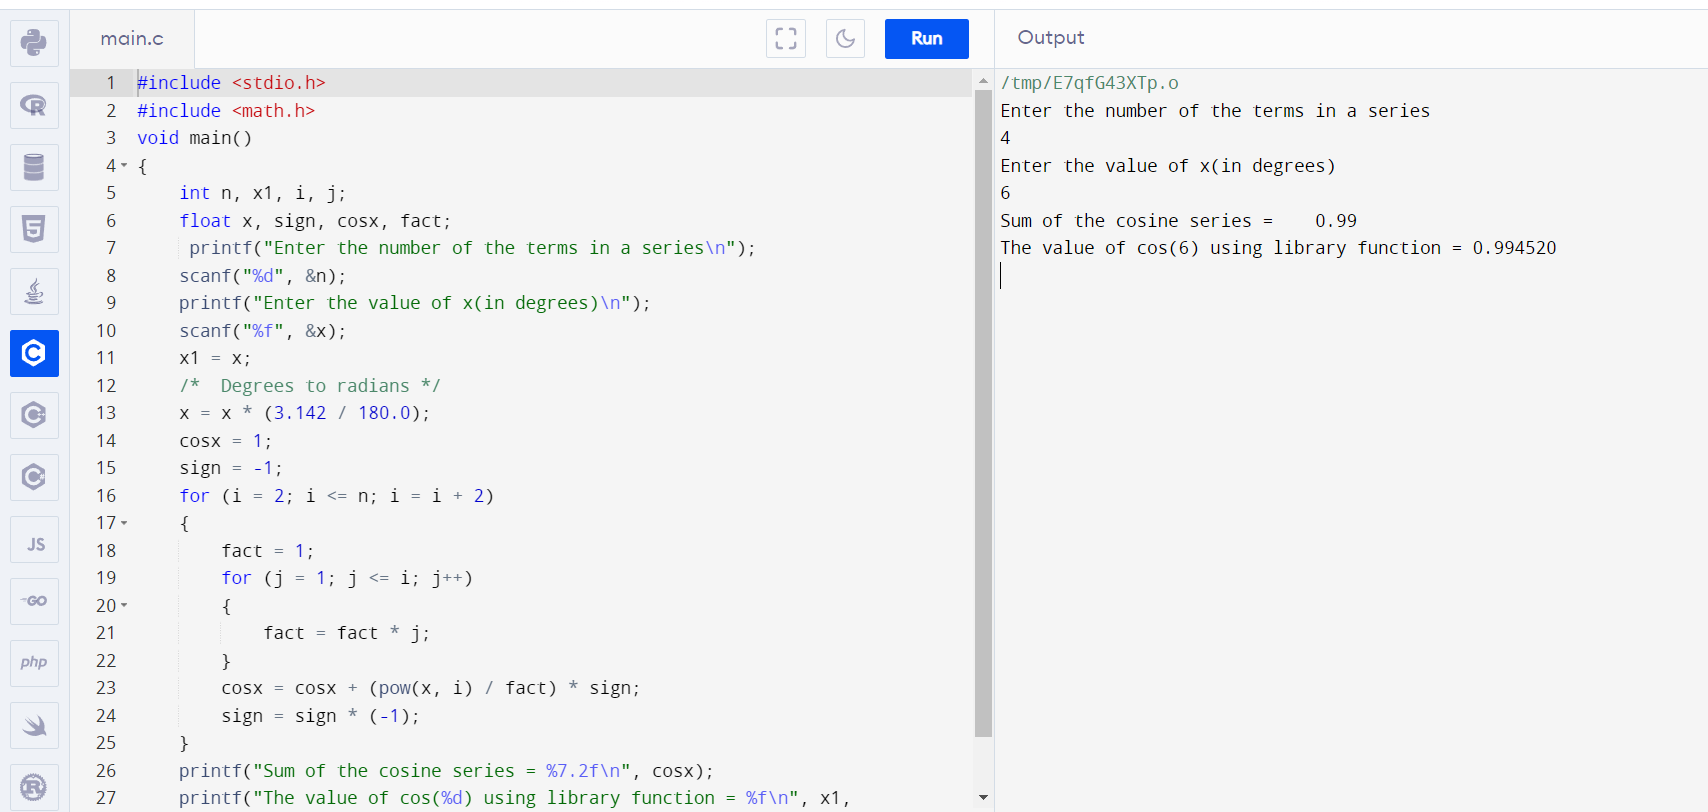 main.c
Run
Output
1 #include <stdio.h>
2 #include <math.h>
3 void main()
4 {
5 int n, x1, i, j;
6 float x, sign, cosx, fact;
7 printf("Enter the number of the terms in a series\n");
8 scanf("%d", &n);
9 printf("Enter the value of x(in degrees)\n");
10 scanf("%f", &x);
11 x1 = x;
12 /*  Degrees to radians */
13 x = x * (3.142 / 180.0);
14 cosx = 1;
15 sign = -1;
16 for (i = 2; i <= n; i = i + 2)
17 {
18 fact = 1;
19 for (j = 1; j <= i; j++)
20 {
21 fact = fact * j;
22 }
23 cosx = cosx + (pow(x, i) / fact) * sign;
24 sign = sign * (-1);
25 }
26 printf("Sum of the cosine series = %7.2f\n", cosx);
27 printf("The value of cos(%d) using library function = %f\n", x1,
/tmp/E7qfG43XTp.o
Enter the number of the terms in a series
4
Enter the value of x(in degrees)
6
Sum of the cosine series =    0.99
The value of cos(6) using library function = 0.994520
R
5
C
C
C
JS
GO
php
R